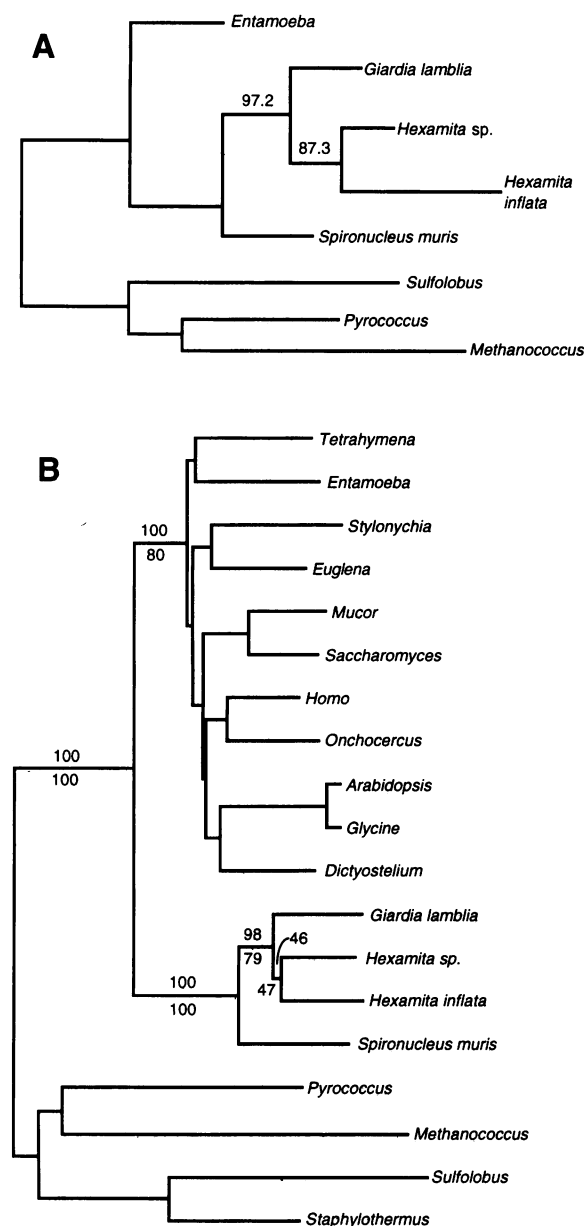 A
Entamoeba
Giardia lamblia
97.2
Hexamita sp.
87.3
Hexamita
inflata
Spironucleus muris
Sulfolobus
Pyrococcus
Methanococcus
B
Tetrahymena
Entamoeba
100
80
Stylonychia
Euglena
Mucor
Saccharomyces
Homo
Onchocercus
100
100
Arabidopsis
Glycine
Dictyostelium
Giardia lamblia
98
46
79
Hexamita sp.
47
100
100
Hexamita inflata
Spironucleus muris
Pyrococcus
Methanococcus
Sulfolobus
Staphylothermus